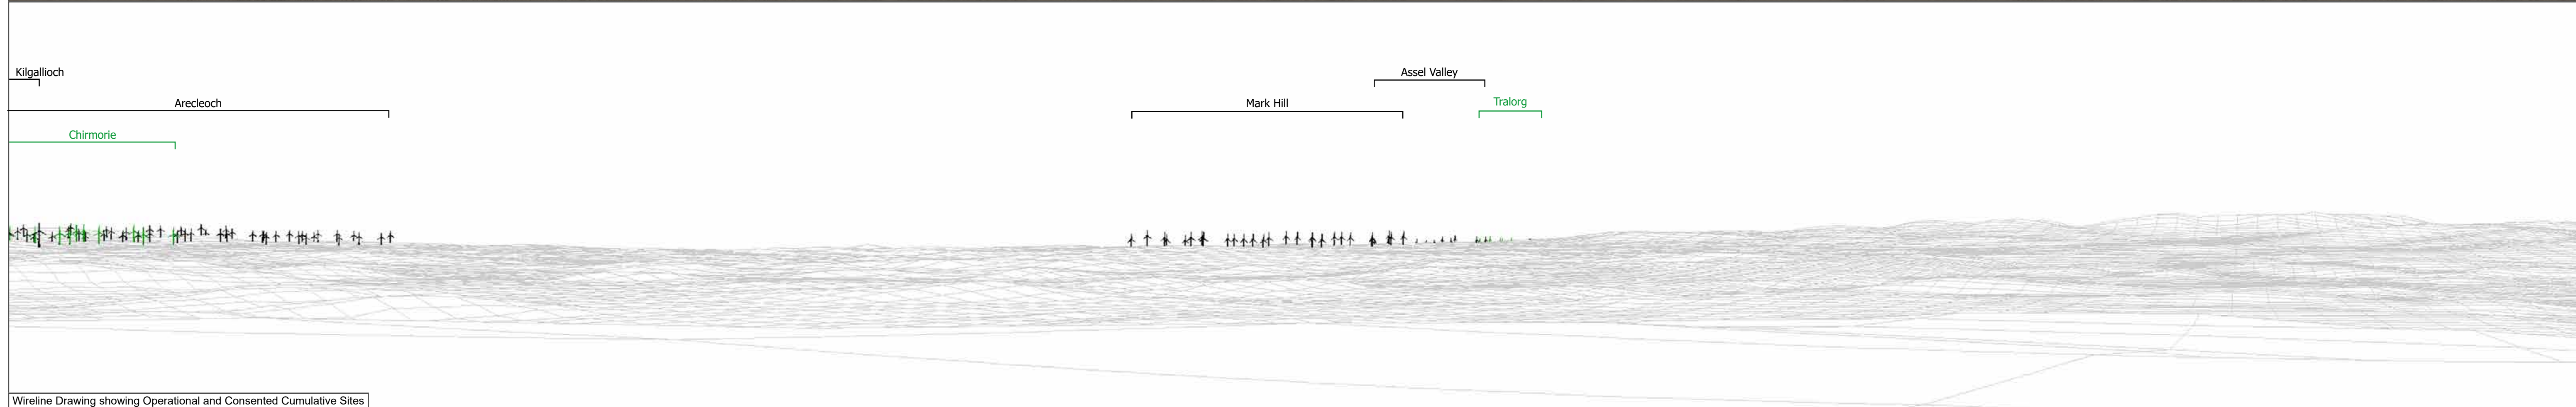 Kilgallioch
Assel Valley
Arecleoch
Mark Hill
Tralorg
Chirmorie
Wireline Drawing showing Operational and Consented Cumulative Sites